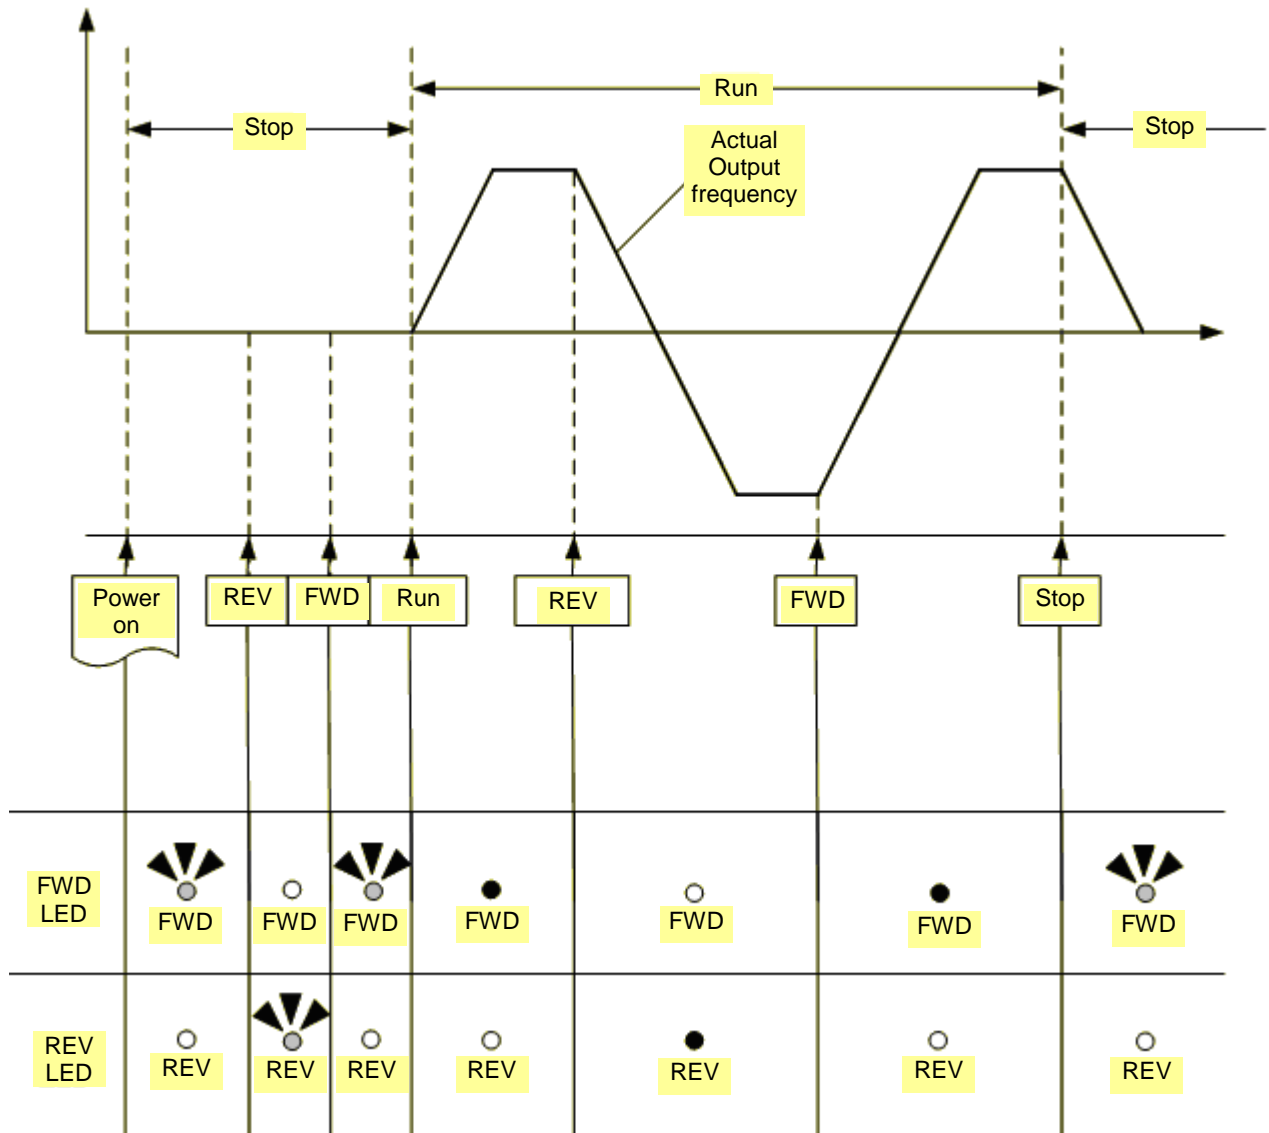 Run
Stop
Stop
Actual
Output
frequency
Power
on
REV
FWD
Run
REV
FWD
Stop
FWD
LED
FWD
FWD
FWD
FWD
FWD
FWD
FWD
REV
LED
REV
REV
REV
REV
REV
REV
REV